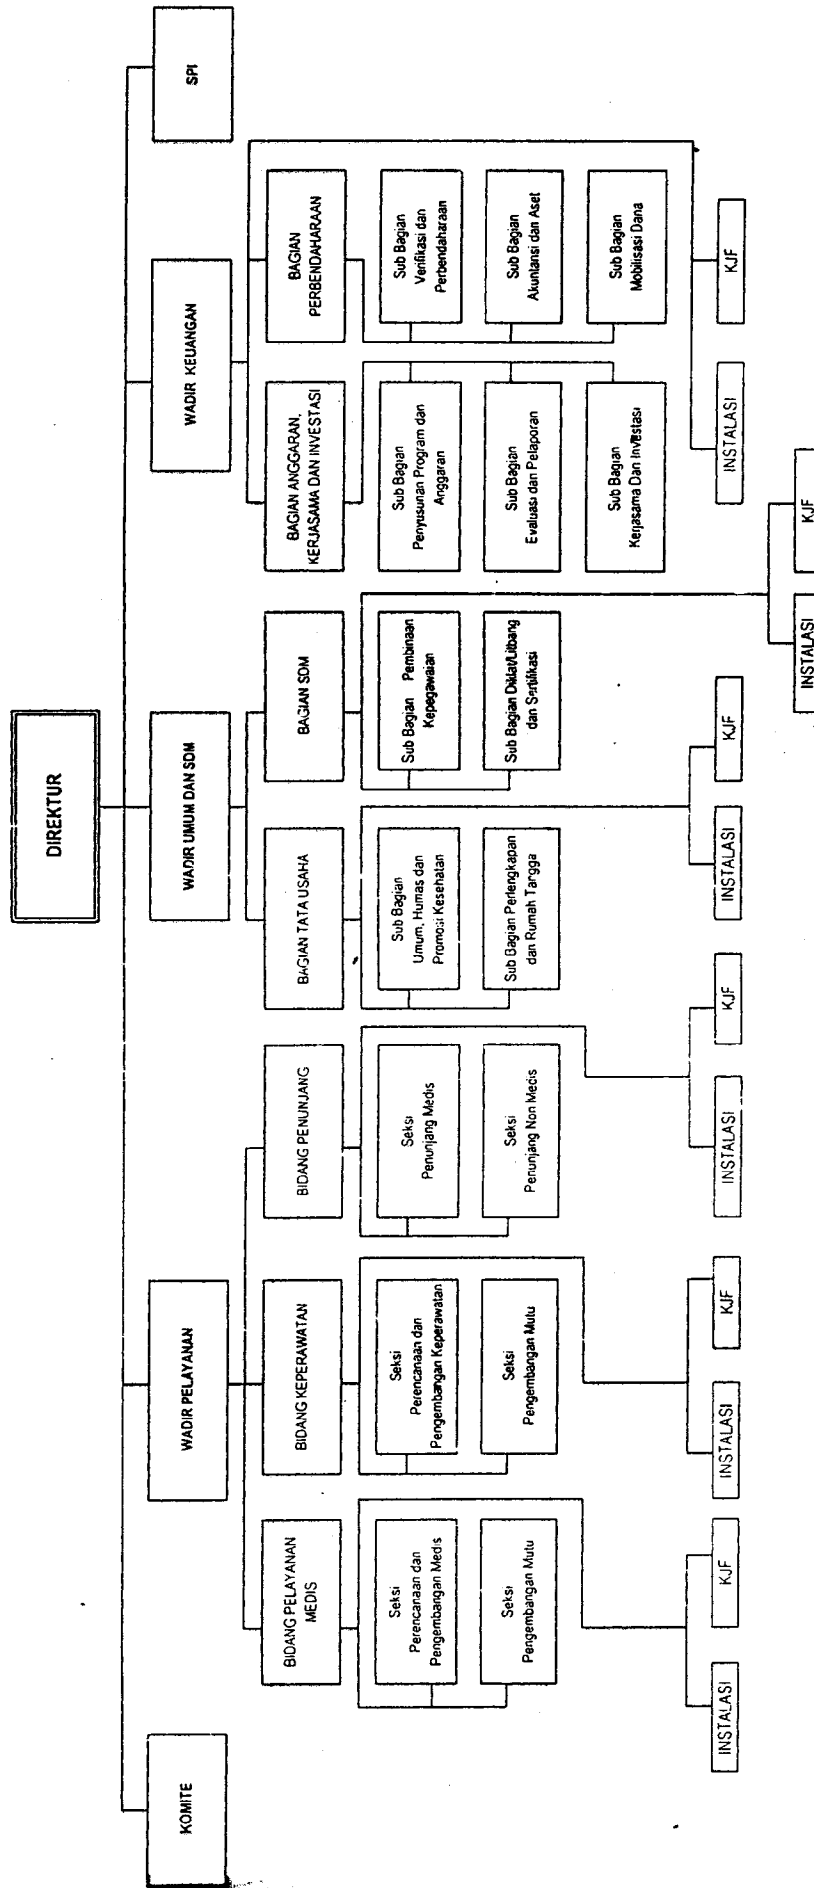 DIREKTUR
KOMITE
WADIR PELAYANAN
WADIR UMUM DAN SDM
WADIR KEUANGAN
SPI
BIDANG PELAYANAN
MEDIS
BIDANG KEPERAWATAN
BIDANG PENUNJANG
BAGIAN TATA USAHA
BAGIAN SDM
BAGIAN ANGGARAN,
KERJASAMA DAN INVESTASI
BAGIAN
PERBENDAHARAAN
Seksi
Perencanaan dan
Pengembangan Medis
Seksi
Perencanaan dan
Pengembangan Keperawatan
Seksi
Penunjang Medis
Sub Bagian
Umum, Humas dan
Promosi Kesehatan
Sub Bagian Pembinaan
Kepegawaian
Sub Bagian
Penyusunan Program dan
Anggaran
Sub Bagian
Verifikasi dan
Perbendaharaan
Seksi
Pengembangan Mutu
Seksi
Pengembangan Mutu
Seksi
Penunjang Non Medis
Sub Bagian Perlengkapan
dan Rumah Tangga
Sub Bagian Diklat/Litbang
dan Sertifikasi
Sub Bagian
Evaluasi dan Pelaporan
Sub Bagian
Akuntansi dan Aset
Sub Bagian
Kerjasama Dan Investasi
Sub Bagian
Mobilisasi Dana
INSTALASI
KJF
INSTALASI
KJF
INSTALASI
KJF
INSTALASI
KJF
INSTALASI
KJF
INSTALASI
KJF